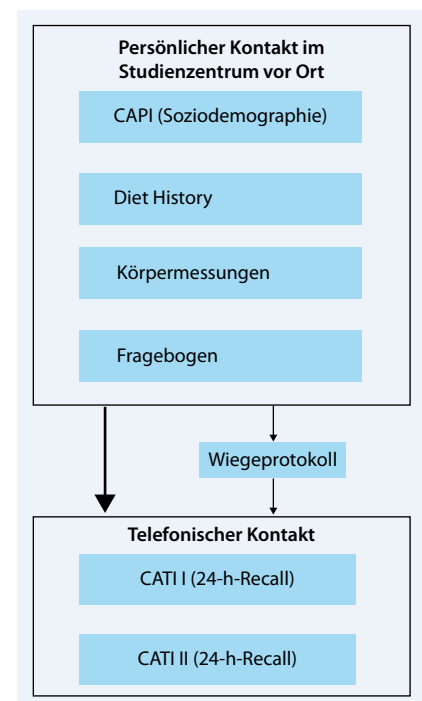 Persönlicher Kontakt im
Studienzentrum vor Ort
CAPI (Soziodemographie)
Diet History
Körpermessungen
Fragebogen
Wiegeprotokoll
Telefonischer Kontakt
CATI I (24-h-Recall)
CATI II (24-h-Recall)